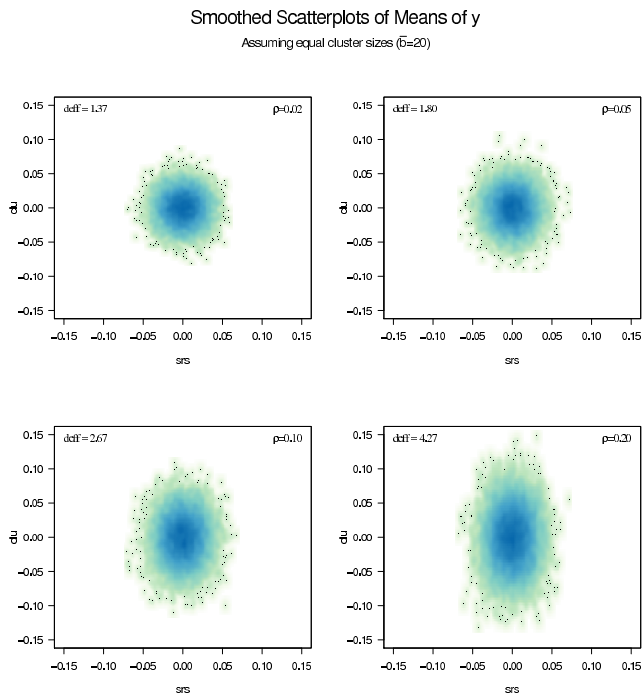 Smoothed Scatterplots of Means of y
Assuming equal cluster sizes (b̄=20)
deff = 1.37
ρ=0.02
0.15
0.10
0.05
0.00
−0.05
−0.10
−0.15
clu
−0.15 −0.10 −0.05 0.00 0.05 0.10 0.15
srs
deff = 1.80
ρ=0.05
0.15
0.10
0.05
0.00
−0.05
−0.10
−0.15
clu
−0.15 −0.10 −0.05 0.00 0.05 0.10 0.15
srs
deff = 2.67
ρ=0.10
0.15
0.10
0.05
0.00
−0.05
−0.10
−0.15
clu
−0.15 −0.10 −0.05 0.00 0.05 0.10 0.15
srs
deff = 4.27
ρ=0.20
0.15
0.10
0.05
0.00
−0.05
−0.10
−0.15
clu
−0.15 −0.10 −0.05 0.00 0.05 0.10 0.15
srs